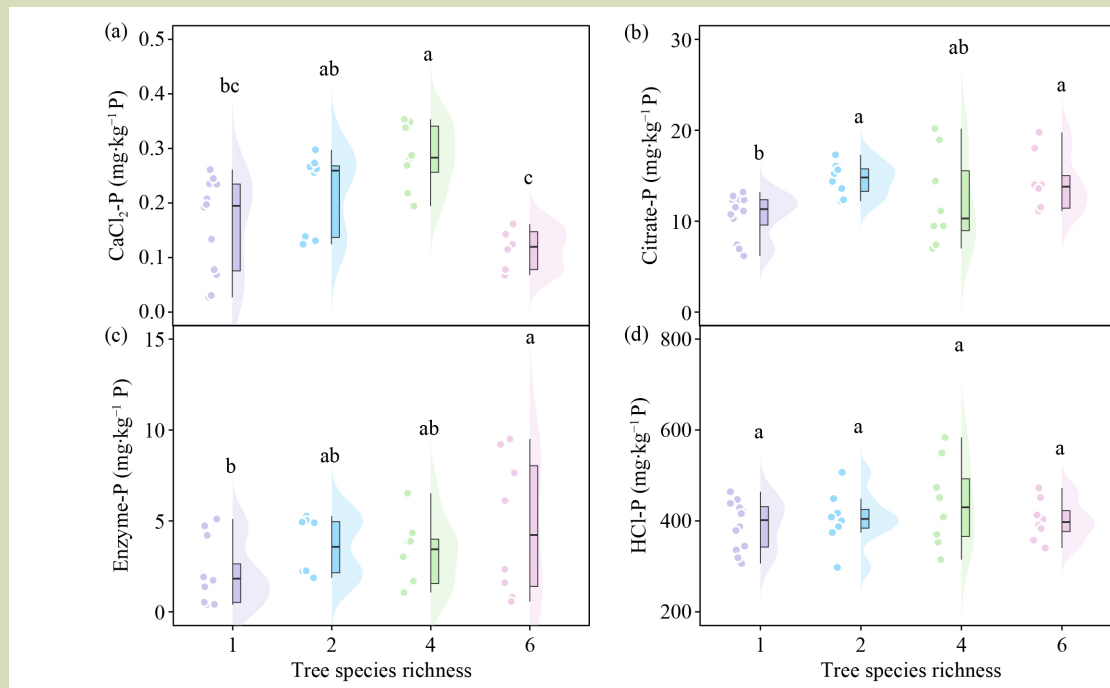 (a)
CaCl₂-P (mg·kg⁻¹ P)
0.5
0.4
0.3
0.2
0.1
0.0
bc
ab
a
c
(b)
Citrate-P (mg·kg⁻¹ P)
30
20
10
0
b
a
ab
a
(c)
Enzyme-P (mg·kg⁻¹ P)
15
10
5
0
b
ab
ab
a
1 2 4 6
Tree species richness
(d)
HCl-P (mg·kg⁻¹ P)
800
600
400
200
a
a
a
a
1 2 4 6
Tree species richness